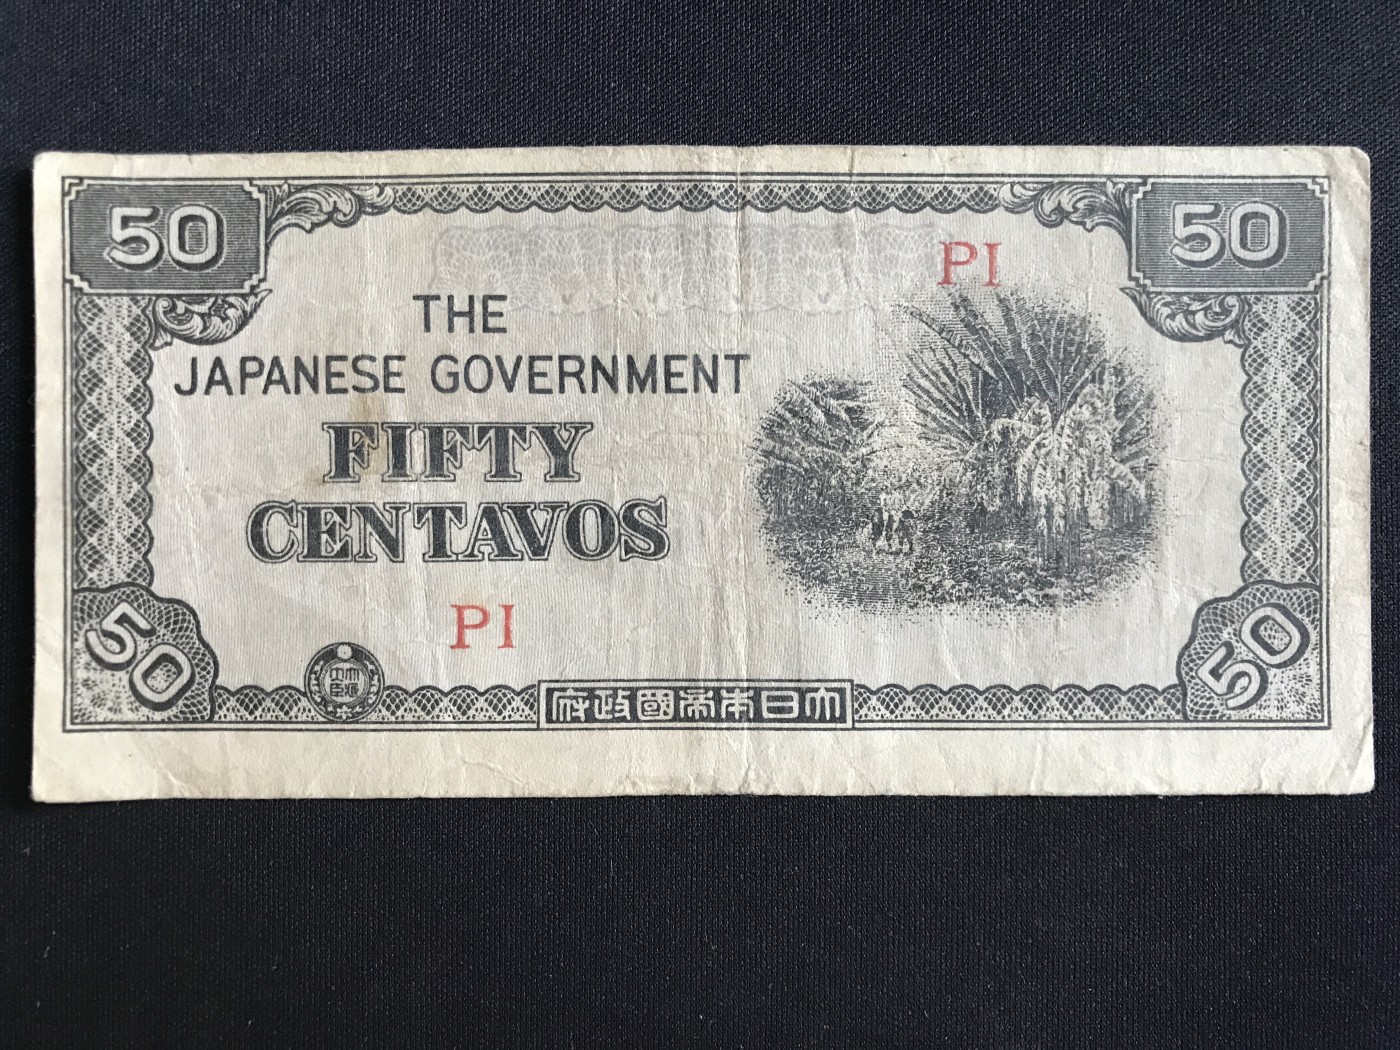 50
50
PI
THE
JAPANESE GOVERNMENT
FIFTY
CENTAVOS
PI
50
府政國帝本日大
50